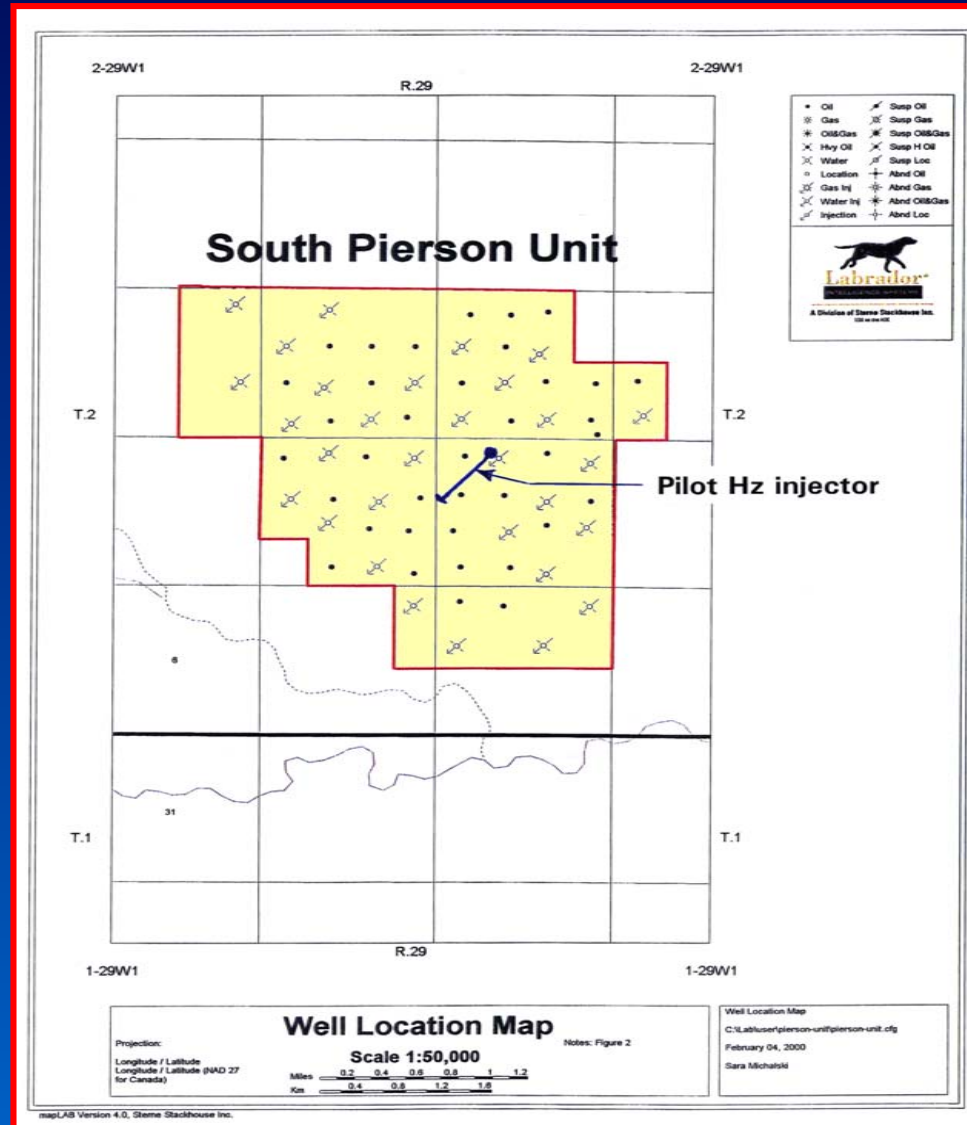 2-29W1 2-29W1
R.29
Oil Susp Oil
Gas Susp Gas
Oil&Gas Susp Oil&Gas
Hvy Oil Susp H Oil
Water Susp Loc
Location Abnd Oil
Gas Inj Abnd Gas
Water Inj Abnd Oil&Gas
Injection Abnd Loc
Labrador
A Division of Sterne Stackhouse Inc.
South Pierson Unit
T.2 T.2
Pilot Hz injector
6
31
T.1 T.1
R.29
1-29W1 1-29W1
Well Location Map
Scale 1:50,000
Miles 0.2 0.4 0.6 0.8 1 1.2
Km 0.4 0.8 1.2 1.6
Projection:
Longitude / Latitude
Longitude / Latitude (NAD 27
for Canada)
Notes: Figure 2
Well Location Map
C:\Lab\user\pierson-unit\pierson-unit.cfg
February 04, 2000
Sara Michalski
mapLAB Version 4.0, Sterne Stackhouse Inc.